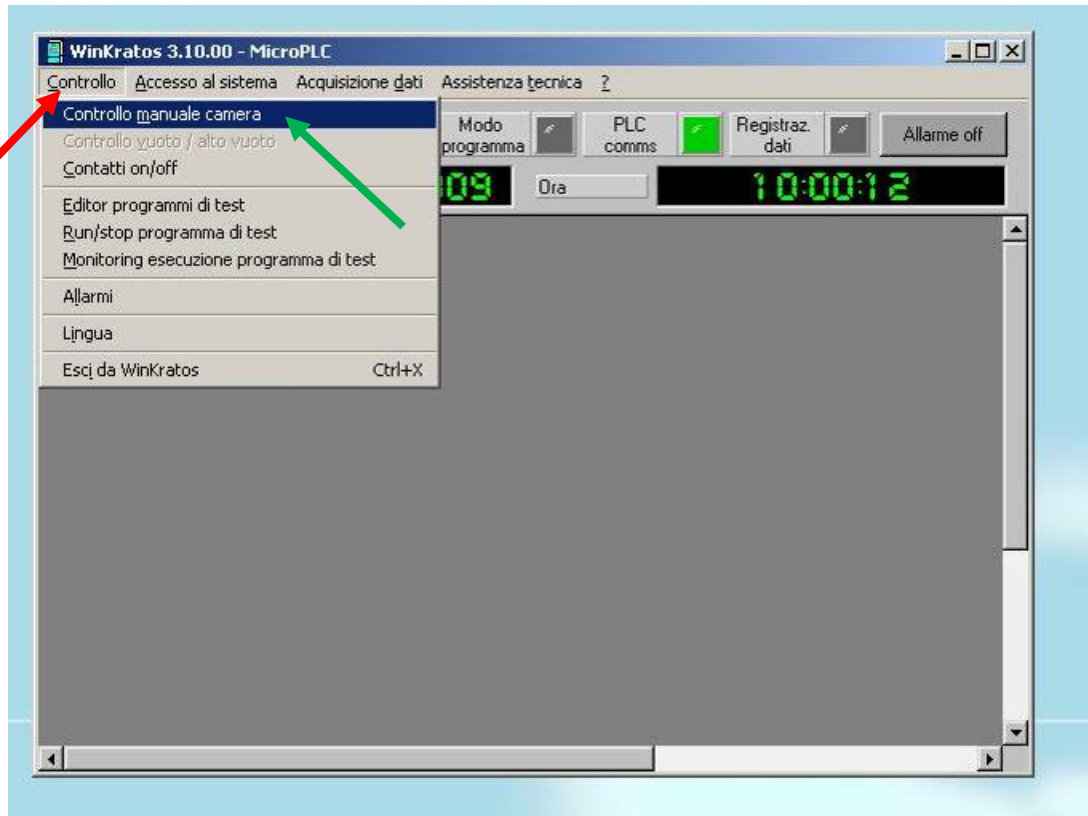 WinKratos 3.10.00 - MicroPLC
Controllo Accesso al sistema Acquisizione dati Assistenza tecnica ?
Controllo manuale camera
Controllo vuoto / alto vuoto
Contatti on/off
Editor programmi di test
Run/stop programma di test
Monitoring esecuzione programma di test
Allarmi
Lingua
Esci da WinKratos Ctrl+X
Modo
programma
PLC
comms
Registraz.
dati
Allarme off
009
Ora
10:00:12